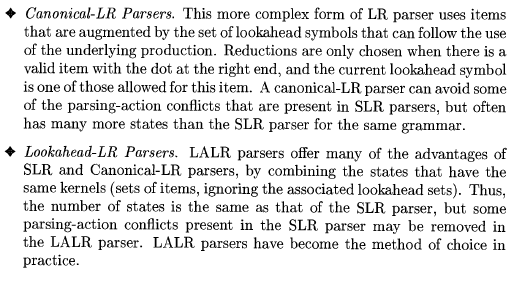 ◆ Canonical-LR Parsers. This more complex form of LR parser uses items
that are augmented by the set of lookahead symbols that can follow the use
of the underlying production. Reductions are only chosen when there is a
valid item with the dot at the right end, and the current lookahead symbol
is one of those allowed for this item. A canonical-LR parser can avoid some
of the parsing-action conflicts that are present in SLR parsers, but often
has many more states than the SLR parser for the same grammar.
◆ Lookahead-LR Parsers. LALR parsers offer many of the advantages of
SLR and Canonical-LR parsers, by combining the states that have the
same kernels (sets of items, ignoring the associated lookahead sets). Thus,
the number of states is the same as that of the SLR parser, but some
parsing-action conflicts present in the SLR parser may be removed in
the LALR parser. LALR parsers have become the method of choice in
practice.